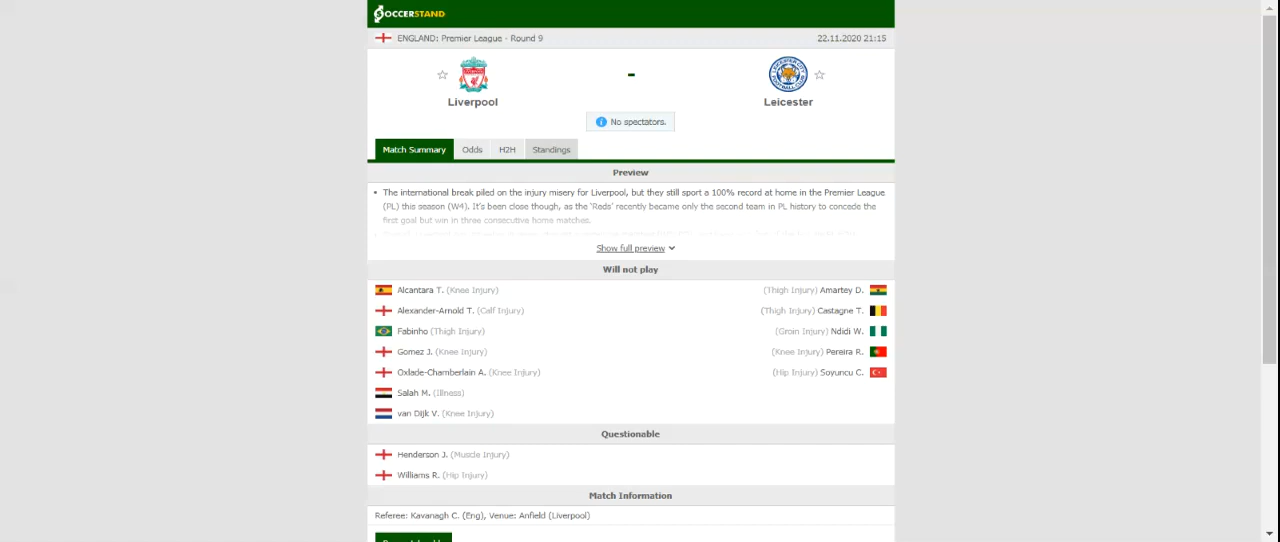 SOCCERSTAND
ENGLAND: Premier League - Round 9 22.11.2020 21:15
-
Liverpool Leicester
No spectators.
Match Summary Odds H2H Standings
Preview
The international break piled on the injury misery for Liverpool, but they still sport a 100% record at home in the Premier League
(PL) this season (W4). It's been close though, as the 'Reds' recently became only the second team in PL history to concede the
first goal but win in three consecutive home matches.
Show full preview
Will not play
Alcantara T. (Knee Injury) (Thigh Injury) Amartey D.
Alexander-Arnold T. (Calf Injury) (Thigh Injury) Castagne T.
Fabinho (Thigh Injury) (Groin Injury) Ndidi W.
Gomez J. (Knee Injury) (Knee Injury) Pereira R.
Oxlade-Chamberlain A. (Knee Injury) (Hip Injury) Soyuncu C.
Salah M. (Illness)
van Dijk V. (Knee Injury)
Questionable
Henderson J. (Muscle Injury)
Williams R. (Hip Injury)
Match Information
Referee: Kavanagh C. (Eng), Venue: Anfield (Liverpool)